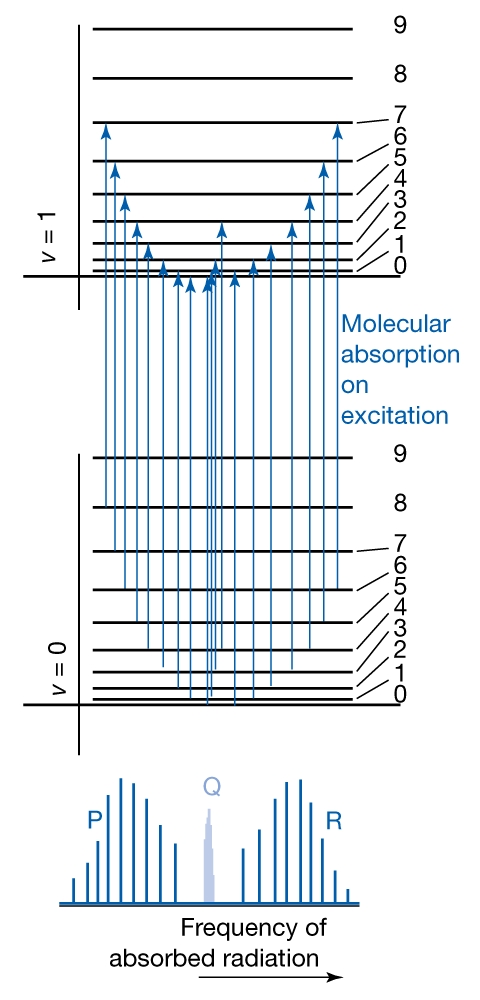 9
8
7
6
5
4
3
2
1
0
v = 1
Molecular
absorption
on
excitation
9
8
7
6
5
4
3
2
1
0
v = 0
P
Q
R
Frequency of
absorbed radiation